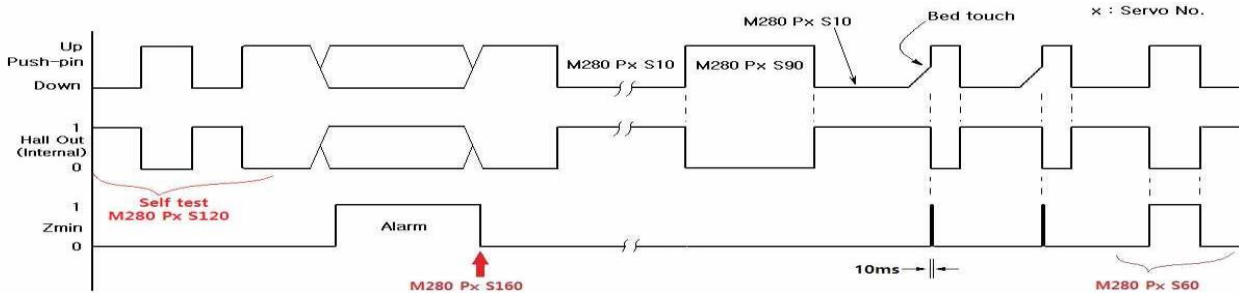 x : Servo No.
M280 Px S10
Bed touch
Up
Push-pin
Down
M280 Px S10
M280 Px S90
1
Hall Out
(Internal)
0
Self test
M280 Px S120
1
Zmin
0
Alarm
M280 Px S160
10ms
M280 Px S60